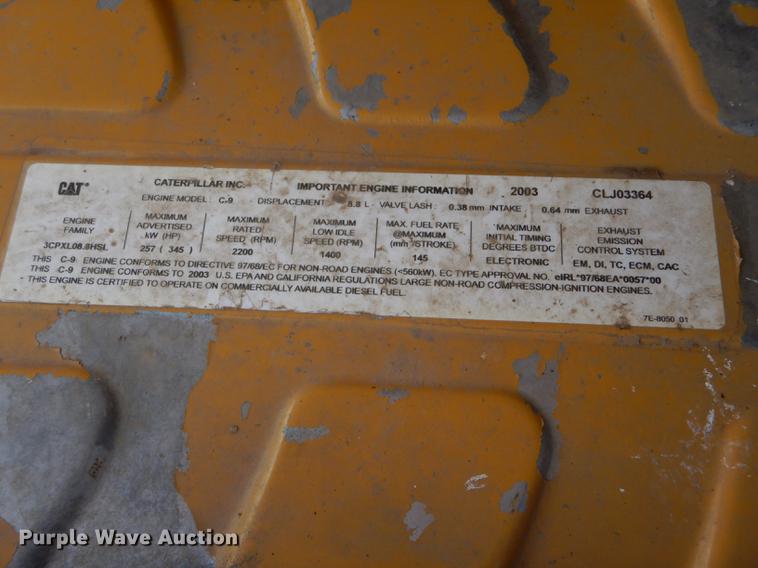 CAT® CATERPILLAR INC. IMPORTANT ENGINE INFORMATION 2003 CLJ03364
ENGINE MODEL C-9 DISPLACEMENT 8.8 L VALVE LASH: 0.38 mm INTAKE 0.64 mm EXHAUST
ENGINE FAMILY
3CPXL08.8HSL
MAXIMUM ADVERTISED kW (HP)
257 ( 345 )
MAXIMUM RATED SPEED (RPM)
2200
MAXIMUM LOW IDLE SPEED (RPM)
1400
MAX. FUEL RATE @MAXIMUM (mm³/STROKE)
145
MAXIMUM INITIAL TIMING DEGREES BTDC
ELECTRONIC
EXHAUST EMISSION CONTROL SYSTEM
EM, DI, TC, ECM, CAC
THIS C-9 ENGINE CONFORMS TO DIRECTIVE 97/68/EC FOR NON-ROAD ENGINES (<560kW). EC TYPE APPROVAL NO. eIRL*97/68EA*0057*00
THIS C-9 ENGINE CONFORMS TO 2003 U.S. EPA AND CALIFORNIA REGULATIONS LARGE NON-ROAD COMPRESSION-IGNITION ENGINES.
THIS ENGINE IS CERTIFIED TO OPERATE ON COMMERCIALLY AVAILABLE DIESEL FUEL.
7E-8050 01
Purple Wave Auction